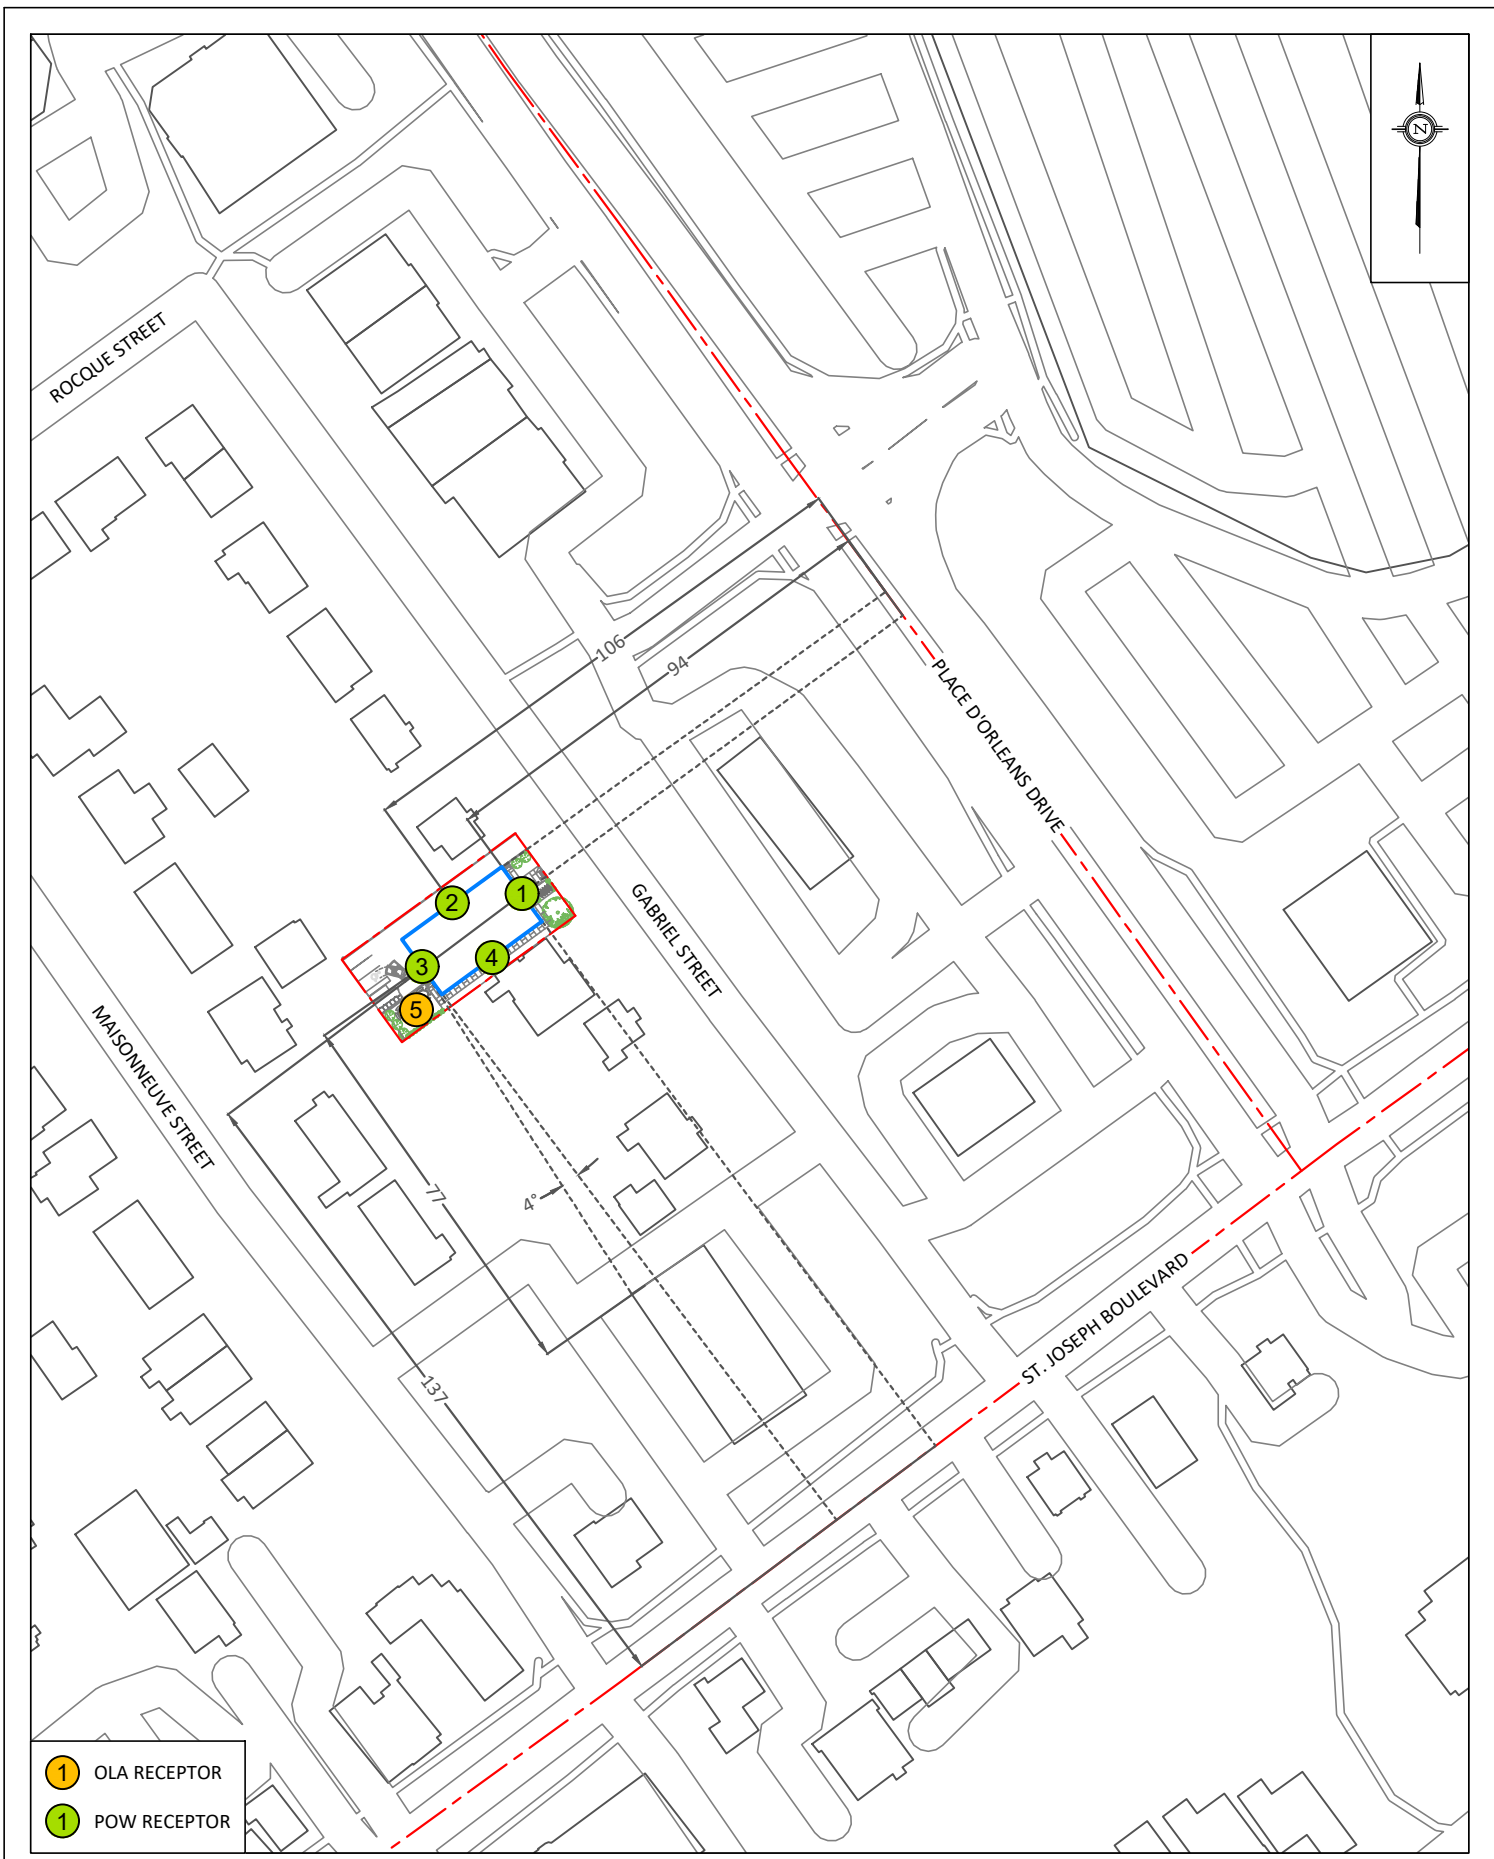 N
ROCQUE STREET
106
94
PLACE D'ORLEANS DRIVE
2
1
GABRIEL STREET
3
4
5
MAISONNEUVE STREET
77
4°
ST. JOSEPH BOULEVARD
137
1 OLA RECEPTOR
1 POW RECEPTOR